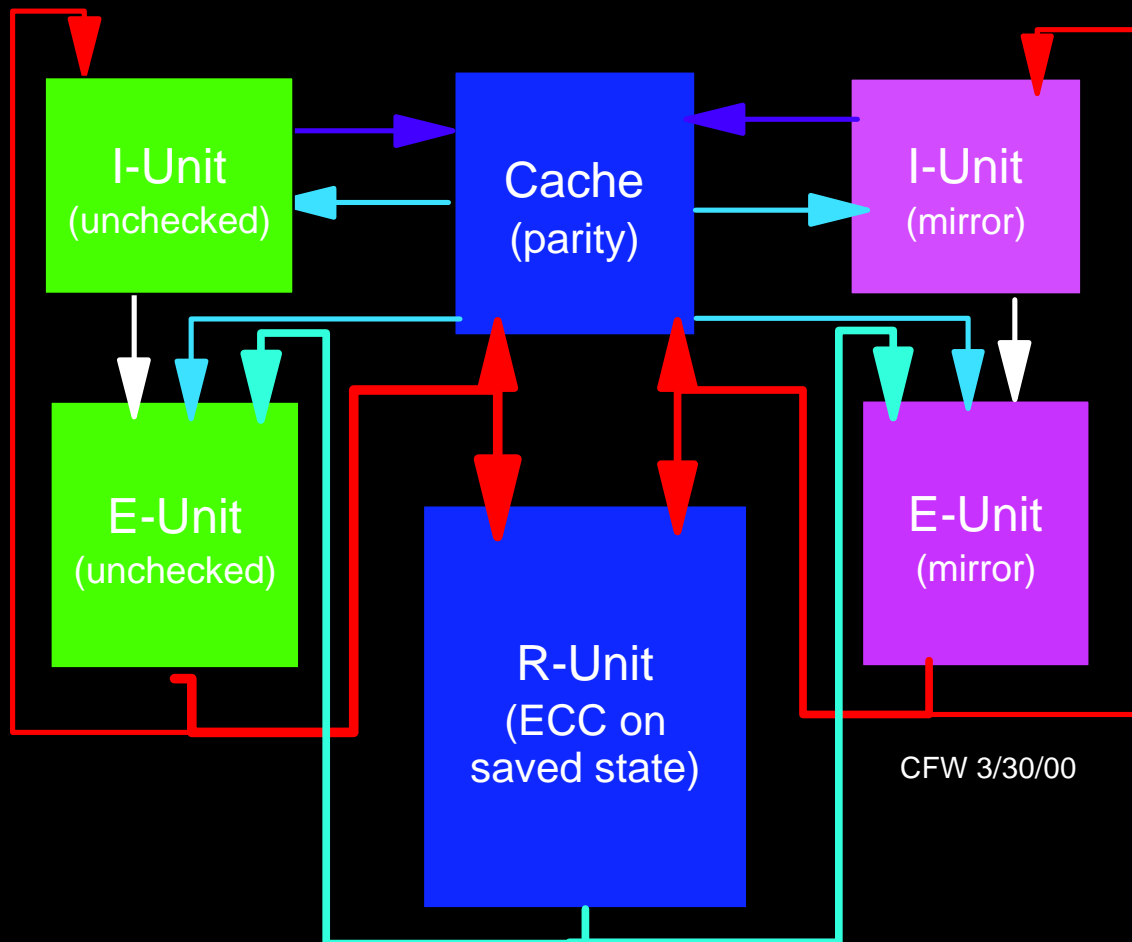 I-Unit
(unchecked)
Cache
(parity)
I-Unit
(mirror)
E-Unit
(unchecked)
E-Unit
(mirror)
R-Unit
(ECC on
saved state)
CFW 3/30/00